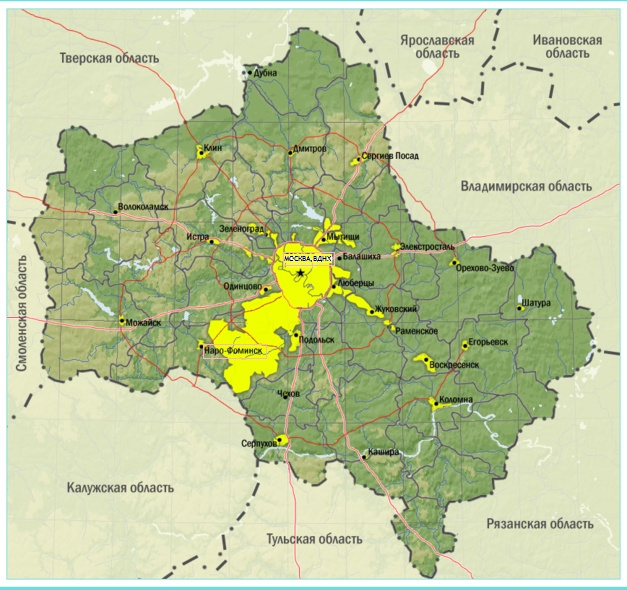 Тверская область
Ярославская
область
Ивановская
область
Дубна
Клин
Дмитров
Сергиев Посад
Владимирская область
Волоколамск
Зеленоград
Истра
Мытищи
Электросталь
МОСКВА, ВДНХ
Балашиха
Орехово-Зуево
Смоленская область
Одинцово
Люберцы
Шатура
Жуковский
Можайск
Раменское
Подольск
Егорьевск
Наро-Фоминск
Воскресенск
Чехов
Коломна
Серпухов
Кашира
Калужская область
Рязанская область
Тульская область